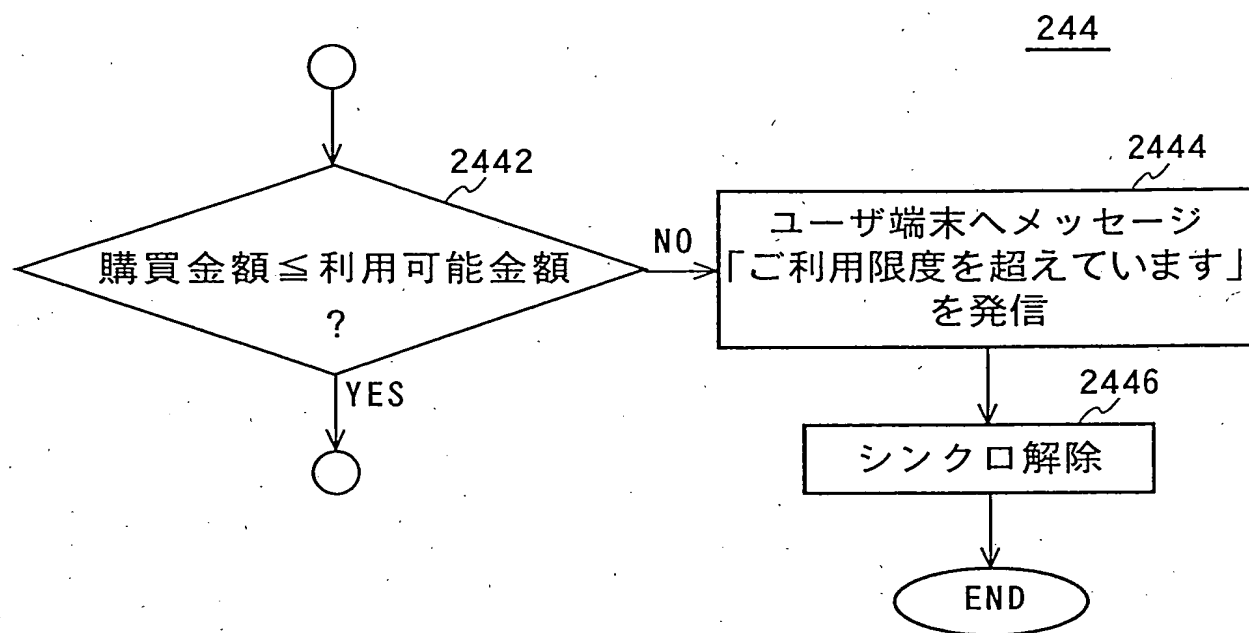 244
2442
購買金額≦利用可能金額
?
NO
YES
2444
ユーザ端末へメッセージ
「ご利用限度を超えています」
を発信
2446
シンクロ解除
END